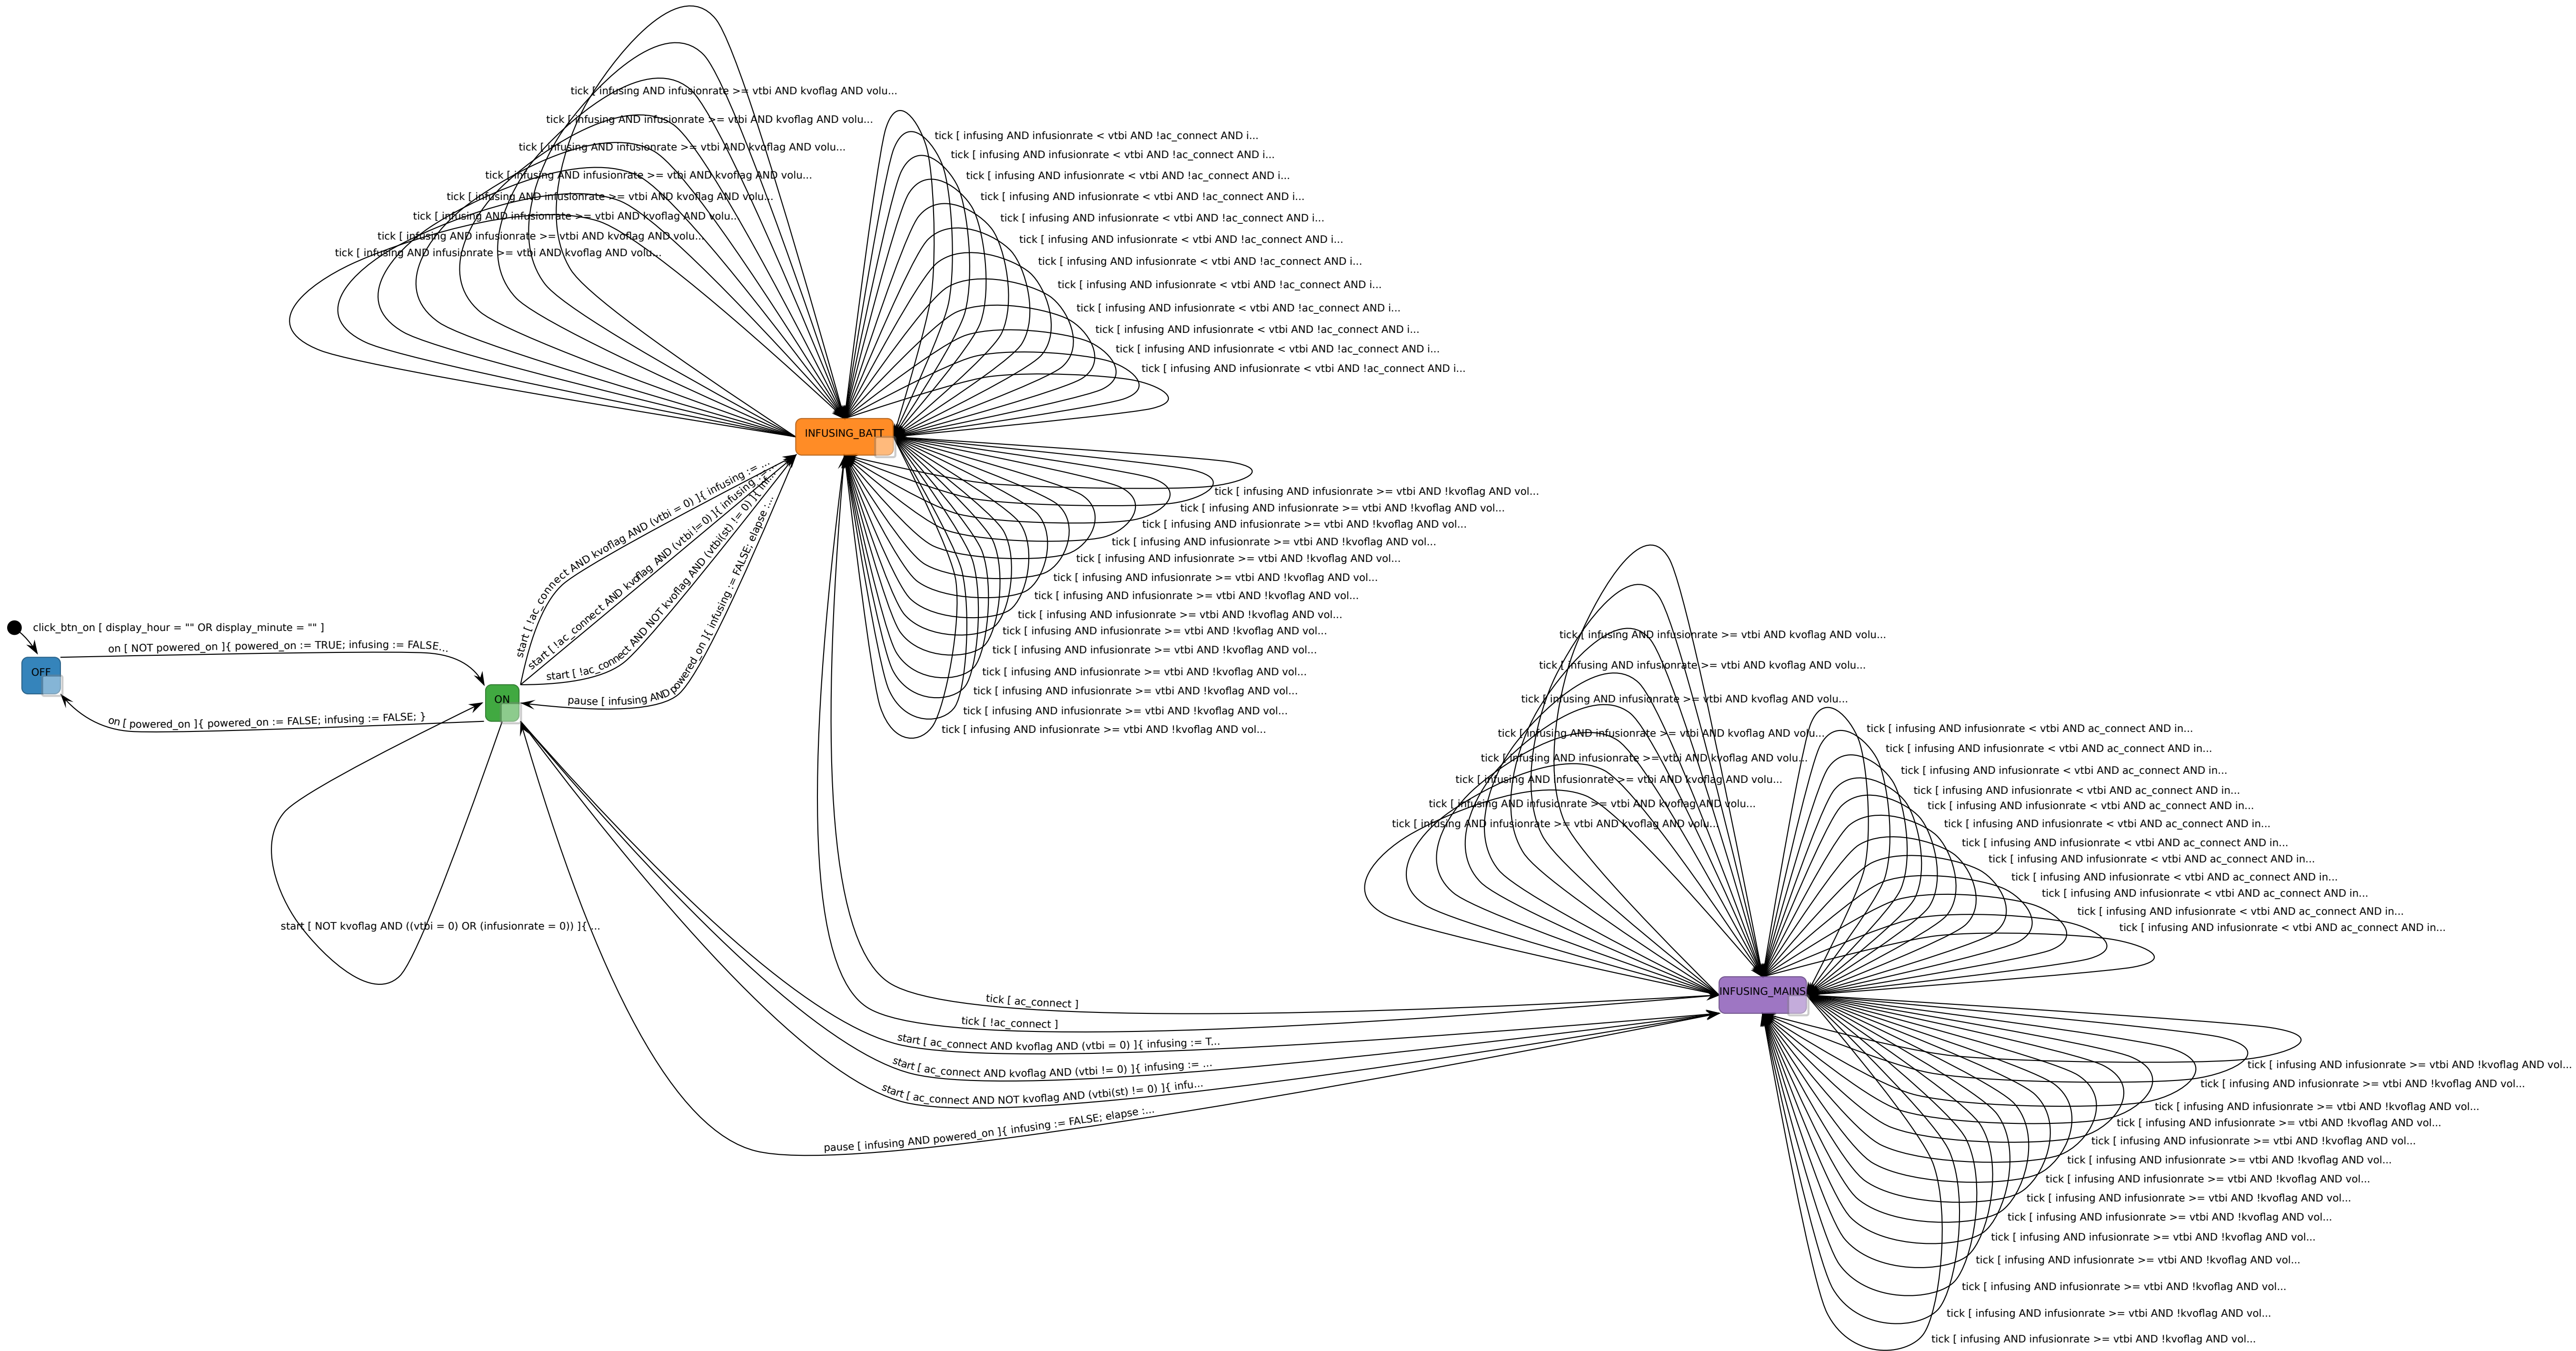 tick [ infusing AND infusionrate >= vtbi AND kvoflag AND volu...
tick [ infusing AND infusionrate >= vtbi AND kvoflag AND volu...
tick [ infusing AND infusionrate >= vtbi AND kvoflag AND volu...
tick [ infusing AND infusionrate >= vtbi AND kvoflag AND volu...
tick [ infusing AND infusionrate >= vtbi AND kvoflag AND volu...
tick [ infusing AND infusionrate >= vtbi AND kvoflag AND volu...
tick [ infusing AND infusionrate >= vtbi AND kvoflag AND volu...
tick [ infusing AND infusionrate >= vtbi AND kvoflag AND volu...
tick [ infusing AND infusionrate < vtbi AND !ac_connect AND i...
tick [ infusing AND infusionrate < vtbi AND !ac_connect AND i...
tick [ infusing AND infusionrate < vtbi AND !ac_connect AND i...
tick [ infusing AND infusionrate < vtbi AND !ac_connect AND i...
tick [ infusing AND infusionrate < vtbi AND !ac_connect AND i...
tick [ infusing AND infusionrate < vtbi AND !ac_connect AND i...
tick [ infusing AND infusionrate < vtbi AND !ac_connect AND i...
tick [ infusing AND infusionrate < vtbi AND !ac_connect AND i...
tick [ infusing AND infusionrate < vtbi AND !ac_connect AND i...
tick [ infusing AND infusionrate < vtbi AND !ac_connect AND i...
tick [ infusing AND infusionrate < vtbi AND !ac_connect AND i...
tick [ infusing AND infusionrate < vtbi AND !ac_connect AND i...
INFUSING_BATT
tick [ infusing AND infusionrate >= vtbi AND !kvoflag AND vol...
tick [ infusing AND infusionrate >= vtbi AND !kvoflag AND vol...
tick [ infusing AND infusionrate >= vtbi AND !kvoflag AND vol...
tick [ infusing AND infusionrate >= vtbi AND !kvoflag AND vol...
tick [ infusing AND infusionrate >= vtbi AND !kvoflag AND vol...
tick [ infusing AND infusionrate >= vtbi AND !kvoflag AND vol...
tick [ infusing AND infusionrate >= vtbi AND !kvoflag AND vol...
tick [ infusing AND infusionrate >= vtbi AND !kvoflag AND vol...
tick [ infusing AND infusionrate >= vtbi AND !kvoflag AND vol...
tick [ infusing AND infusionrate >= vtbi AND !kvoflag AND vol...
tick [ infusing AND infusionrate >= vtbi AND !kvoflag AND vol...
tick [ infusing AND infusionrate >= vtbi AND !kvoflag AND vol...
tick [ infusing AND infusionrate >= vtbi AND !kvoflag AND vol...
tick [ infusing AND infusionrate >= vtbi AND !kvoflag AND vol...
start [ !ac_connect AND kvoflag AND (vtbi = 0) ]{ infusing := ...
start [ !ac_connect AND kvoflag AND (vtbi != 0) ]{ infusing :=...
start [ !ac_connect AND NOT kvoflag AND (vtbi(st) != 0) ]{ inf...
pause [ infusing AND powered_on ]{ infusing := FALSE; elapse :...
click_btn_on [ display_hour = "" OR display_minute = "" ]
on [ NOT powered_on ]{ powered_on := TRUE; infusing := FALSE...
OFF
ON
on [ powered_on ]{ powered_on := FALSE; infusing := FALSE; }
start [ NOT kvoflag AND ((vtbi = 0) OR (infusionrate = 0)) ]{ ...
tick [ infusing AND infusionrate >= vtbi AND kvoflag AND volu...
tick [ infusing AND infusionrate >= vtbi AND kvoflag AND volu...
tick [ infusing AND infusionrate >= vtbi AND kvoflag AND volu...
tick [ infusing AND infusionrate >= vtbi AND kvoflag AND volu...
tick [ infusing AND infusionrate >= vtbi AND kvoflag AND volu...
tick [ infusing AND infusionrate >= vtbi AND kvoflag AND volu...
tick [ infusing AND infusionrate >= vtbi AND kvoflag AND volu...
tick [ infusing AND infusionrate >= vtbi AND kvoflag AND volu...
tick [ infusing AND infusionrate < vtbi AND ac_connect AND in...
tick [ infusing AND infusionrate < vtbi AND ac_connect AND in...
tick [ infusing AND infusionrate < vtbi AND ac_connect AND in...
tick [ infusing AND infusionrate < vtbi AND ac_connect AND in...
tick [ infusing AND infusionrate < vtbi AND ac_connect AND in...
tick [ infusing AND infusionrate < vtbi AND ac_connect AND in...
tick [ infusing AND infusionrate < vtbi AND ac_connect AND in...
tick [ infusing AND infusionrate < vtbi AND ac_connect AND in...
tick [ infusing AND infusionrate < vtbi AND ac_connect AND in...
tick [ infusing AND infusionrate < vtbi AND ac_connect AND in...
tick [ infusing AND infusionrate < vtbi AND ac_connect AND in...
tick [ infusing AND infusionrate < vtbi AND ac_connect AND in...
INFUSING_MAINS
tick [ ac_connect ]
tick [ !ac_connect ]
start [ ac_connect AND kvoflag AND (vtbi = 0) ]{ infusing := T...
start [ ac_connect AND kvoflag AND (vtbi != 0) ]{ infusing := ...
start [ ac_connect AND NOT kvoflag AND (vtbi(st) != 0) ]{ infu...
pause [ infusing AND powered_on ]{ infusing := FALSE; elapse :...
tick [ infusing AND infusionrate >= vtbi AND !kvoflag AND vol...
tick [ infusing AND infusionrate >= vtbi AND !kvoflag AND vol...
tick [ infusing AND infusionrate >= vtbi AND !kvoflag AND vol...
tick [ infusing AND infusionrate >= vtbi AND !kvoflag AND vol...
tick [ infusing AND infusionrate >= vtbi AND !kvoflag AND vol...
tick [ infusing AND infusionrate >= vtbi AND !kvoflag AND vol...
tick [ infusing AND infusionrate >= vtbi AND !kvoflag AND vol...
tick [ infusing AND infusionrate >= vtbi AND !kvoflag AND vol...
tick [ infusing AND infusionrate >= vtbi AND !kvoflag AND vol...
tick [ infusing AND infusionrate >= vtbi AND !kvoflag AND vol...
tick [ infusing AND infusionrate >= vtbi AND !kvoflag AND vol...
tick [ infusing AND infusionrate >= vtbi AND !kvoflag AND vol...
tick [ infusing AND infusionrate >= vtbi AND !kvoflag AND vol...
tick [ infusing AND infusionrate >= vtbi AND !kvoflag AND vol...